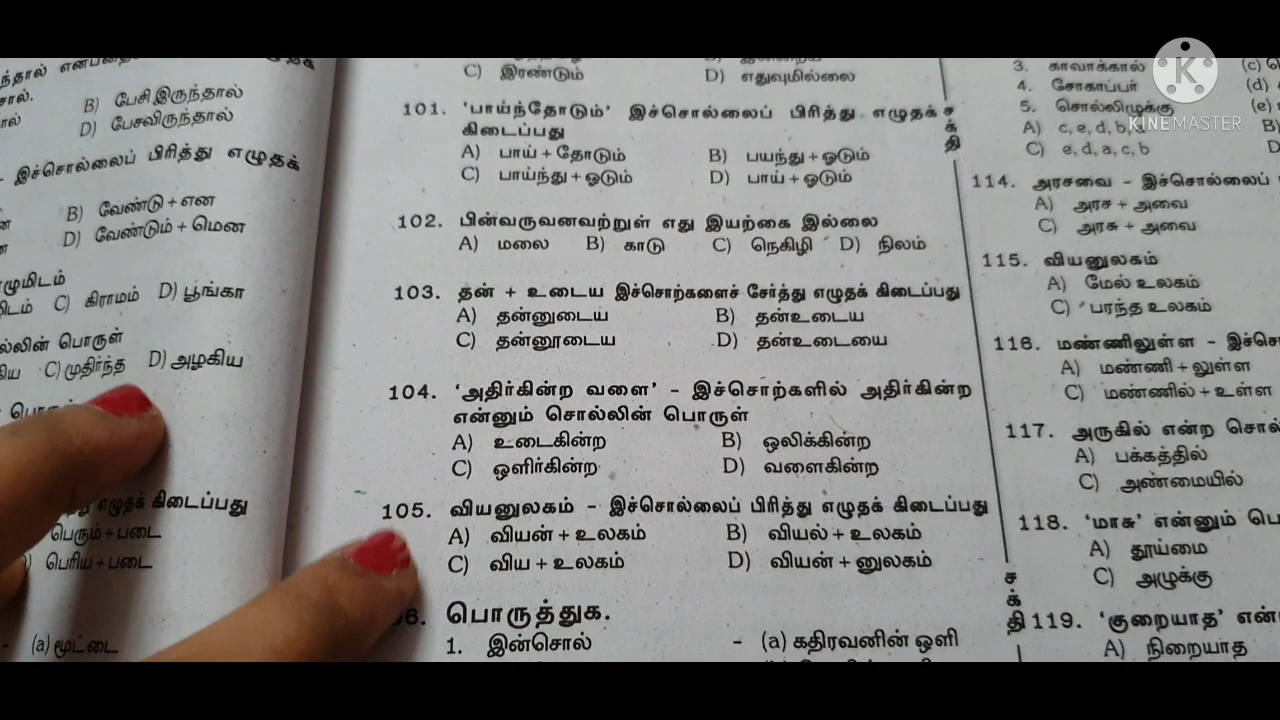 B) பேசி இருந்தால்
D) பேசவிருந்தால்
இச்சொல்லைப் பிரித்து எழுதக்
B) வேண்டு + என
D) வேண்டும் + மென
C) கிராமம் D) பூங்கா
பொருள்
C) முதிர்ந்த D) அழகிய
எழுதக் கிடைப்பது
பெரும் + படை
பெரிய + படை
- (a) மூட்டை
C) இரண்டும் D) எதுவுமில்லை
101. 'பாய்ந்தோடும்' இச்சொல்லைப் பிரித்து எழுதக்
கிடைப்பது
A) பாய் + தோடும் B) பயந்து + ஓடும்
C) பாய்ந்து + ஓடும் D) பாய் + ஓடும்
102. பின்வருவனவற்றுள் எது இயற்கை இல்லை
A) மலை B) காடு C) நெகிழி D) நிலம்
103. தன் + உடைய இச்சொற்களைச் சேர்த்து எழுதக் கிடைப்பது
A) தன்னுடைய B) தன்உடைய
C) தன்னூடைய D) தன்உடையை
104. 'அதிர்கின்ற வளை' - இச்சொற்களில் அதிர்கின்ற
என்னும் சொல்லின் பொருள்
A) உடைகின்ற B) ஒலிக்கின்ற
C) ஒளிர்கின்ற D) வளைகின்ற
105. வியனுலகம் - இச்சொல்லைப் பிரித்து எழுதக் கிடைப்பது
A) வியன் + உலகம் B) வியல் + உலகம்
C) விய + உலகம் D) வியன் + னுலகம்
பொருத்துக.
1. இன்சொல் - (a) கதிரவனின் ஒளி
சக்தி
சக்தி
3. காவாக்கால் (c)
4. சோகாப்பர் (d)
5. சொல்லிழுக்கு (e)
A) c, e, d, b, B)
C) e, d, a, c, b
114. அரசவை - இச்சொல்லைப்
A) அரச + அவை
C) அரசு + அவை
115. வியனுலகம்
A) மேல் உலகம்
C) பரந்த உலகம்
116. மண்ணிலுள்ள -
A) மண்ணி + லுள்ள
C) மண்ணில் + உள்ள
117. அருகில் என்ற
A) பக்கத்தில்
C) அண்மையில்
118. 'மாசு' என்னும்
A) தூய்மை
C) அழுக்கு
119. 'குறையாத'
A) நிறையாத
K
KINEMASTER